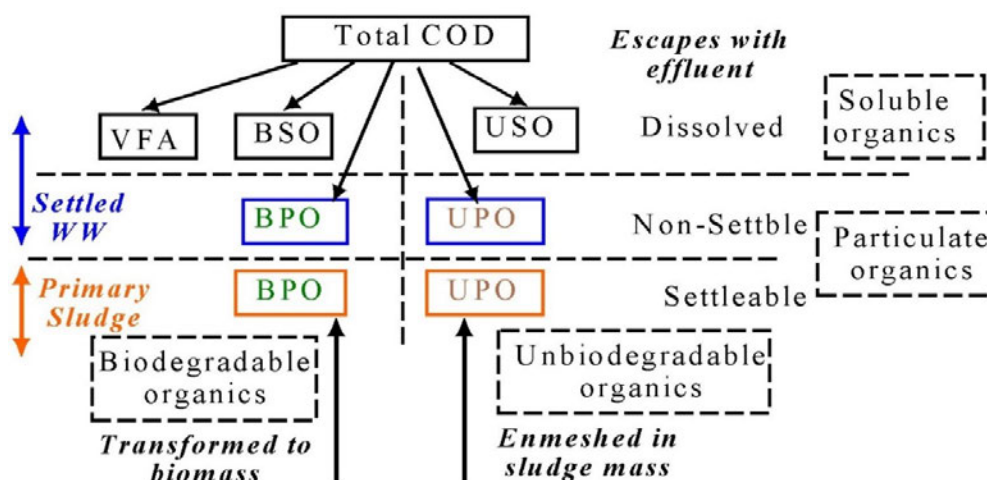 Total COD
Escapes with
effluent
VFA
BSO
USO
Dissolved
Soluble
organics
Settled
WW
BPO
UPO
Non-Settble
Particulate
organics
Primary
Sludge
BPO
UPO
Settleable
Biodegradable
organics
Unbiodegradable
organics
Transformed to
biomass
Enmeshed in
sludge mass